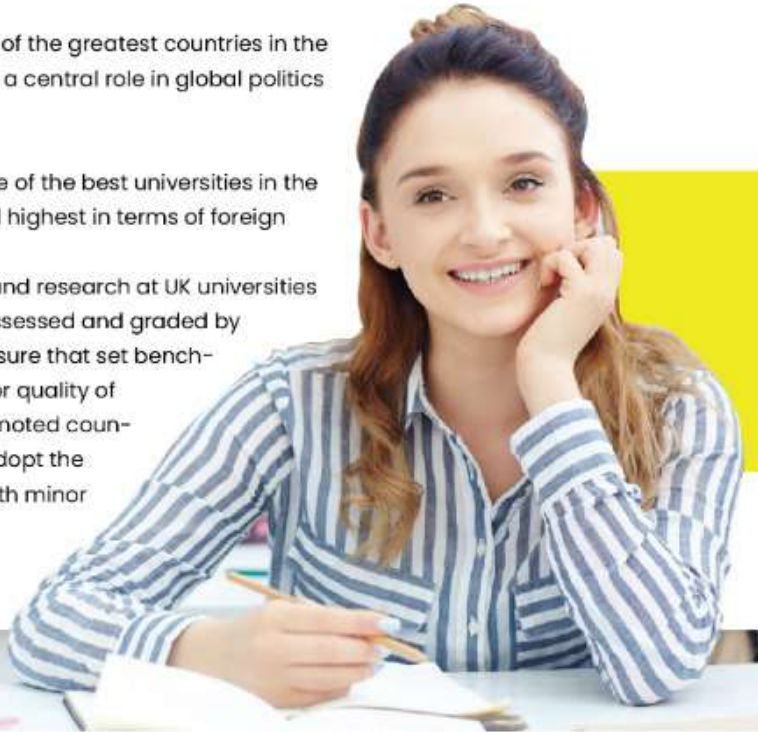 of the greatest countries in the
a central role in global politics
of the best universities in the
highest in terms of foreign
and research at UK universities
ssessed and graded by
sure that set bench-
r quality of
noted coun-
dopt the
th minor